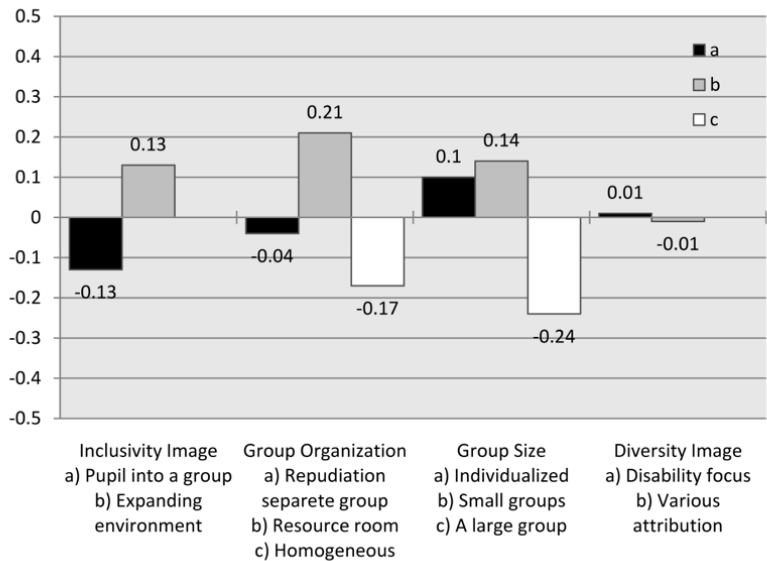 0.5
0.4
0.3
0.2
0.1
0
-0.1
-0.2
-0.3
-0.4
-0.5
a
b
c
0.13
-0.13
0.21
-0.04
-0.17
0.1
0.14
-0.24
0.01
-0.01
Inclusivity Image
a) Pupil into a group
b) Expanding
environment
Group Organization
a) Repudiation
separete group
b) Resource room
c) Homogeneous
Group Size
a) Individualized
b) Small groups
c) A large group
Diversity Image
a) Disability focus
b) Various
attribution